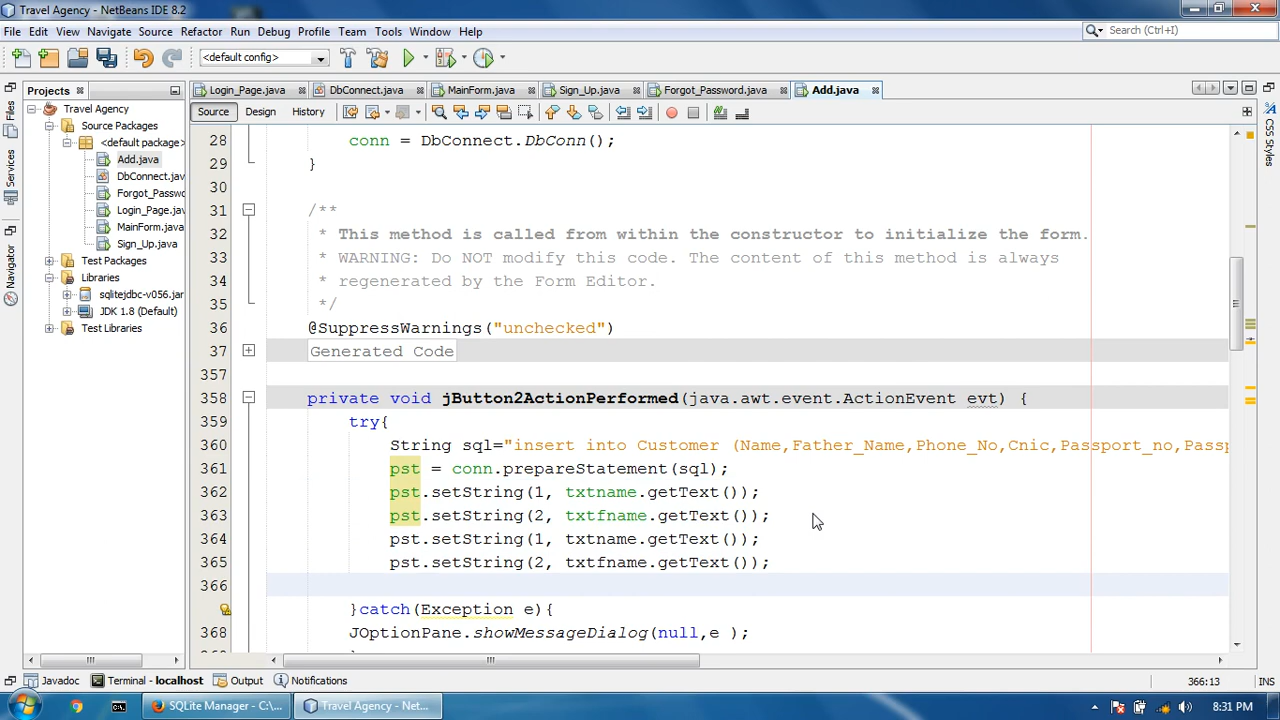 Travel Agency - NetBeans IDE 8.2
File Edit View Navigate Source Refactor Run Debug Profile Team Tools Window Help
Search (Ctrl+I)
<default config>
Projects
Login_Page.java DbConnect.java MainForm.java Sign_Up.java Forgot_Password.java Add.java
Source Design History
Files
Services
Navigator
CSS Styles
Travel Agency
Source Packages
<default package>
Add.java
DbConnect.jav
Forgot_Passwo
Login_Page.jav
MainForm.java
Sign_Up.java
Test Packages
Libraries
sqlitejdbc-v056.jar
JDK 1.8 (Default)
Test Libraries
28 conn = DbConnect.DbConn();
29 }
30
31 /**
32 * This method is called from within the constructor to initialize the form.
33 * WARNING: Do NOT modify this code. The content of this method is always
34 * regenerated by the Form Editor.
35 */
36 @SuppressWarnings("unchecked")
37 Generated Code
357
358 private void jButton2ActionPerformed(java.awt.event.ActionEvent evt) {
359 try{
360 String sql="insert into Customer (Name,Father_Name,Phone_No,Cnic,Passport_no,Passp
361 pst = conn.prepareStatement(sql);
362 pst.setString(1, txtname.getText());
363 pst.setString(2, txtfname.getText());
364 pst.setString(1, txtname.getText());
365 pst.setString(2, txtfname.getText());
366
}catch(Exception e){
368 JOptionPane.showMessageDialog(null,e );
Javadoc Terminal - localhost Output Notifications
366:13 INS
SQLite Manager - C:\... Travel Agency - Net... 8:31 PM